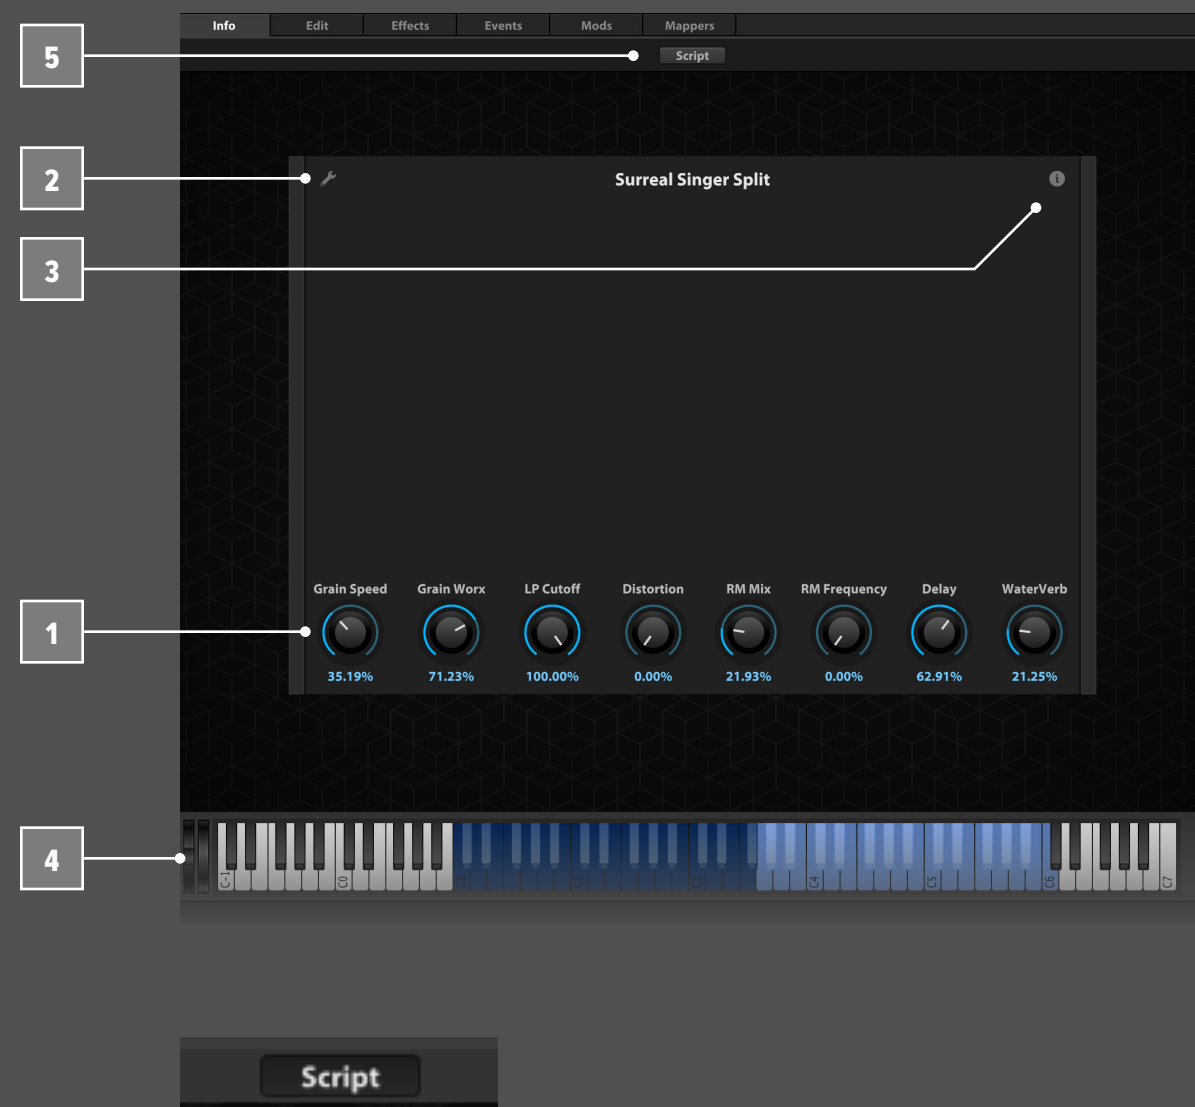 Info Edit Effects Events Mods Mappers
5
Script
2
Surreal Singer Split
i
3
Grain Speed Grain Worx LP Cutoff Distortion RM Mix RM Frequency Delay WaterVerb
1
35.19% 71.23% 100.00% 0.00% 21.93% 0.00% 62.91% 21.25%
4
C-1 C0 C1 C2 C3 C4 C5 C6 C7
Script